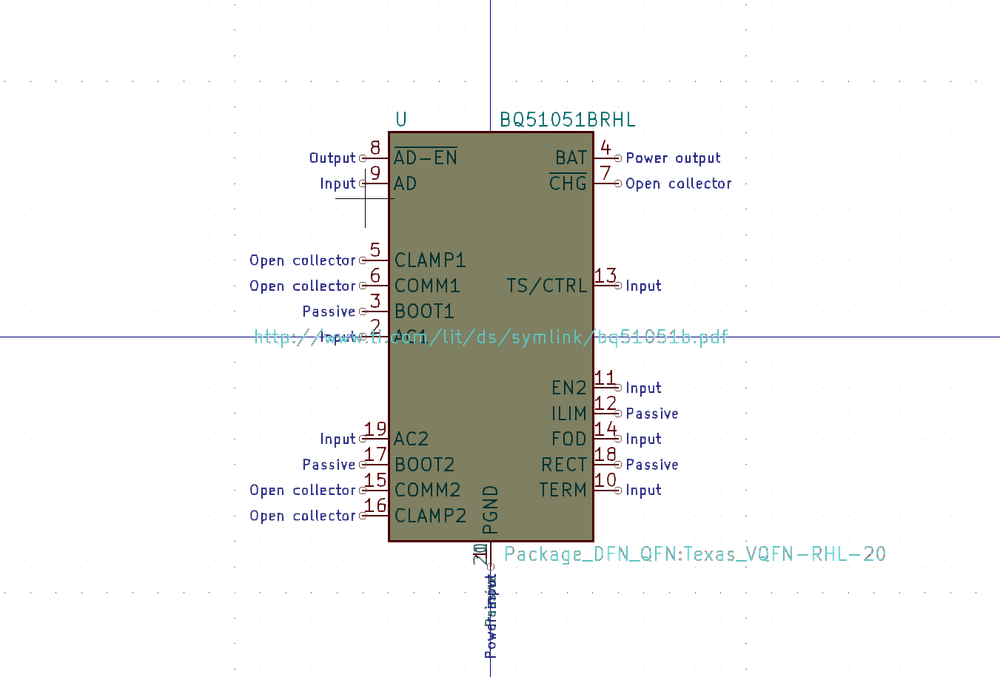 U BQ51051BRHL
Output 8 AD-EN BAT 4 Power output
Input 9 AD CHG 7 Open collector
Open collector 5 CLAMP1
Open collector 6 COMM1 TS/CTRL 13 Input
Passive 3 BOOT1
Input 2 AC1
http://www.ti.com/lit/ds/symlink/bq51051b.pdf
EN2 11 Input
ILIM 12 Passive
Input 19 AC2 FOD 14 Input
Passive 17 BOOT2 RECT 18 Passive
Open collector 15 COMM2 TERM 10 Input
Open collector 16 CLAMP2
PGND
Package_DFN_QFN:Texas_VQFN-RHL-20
Power input